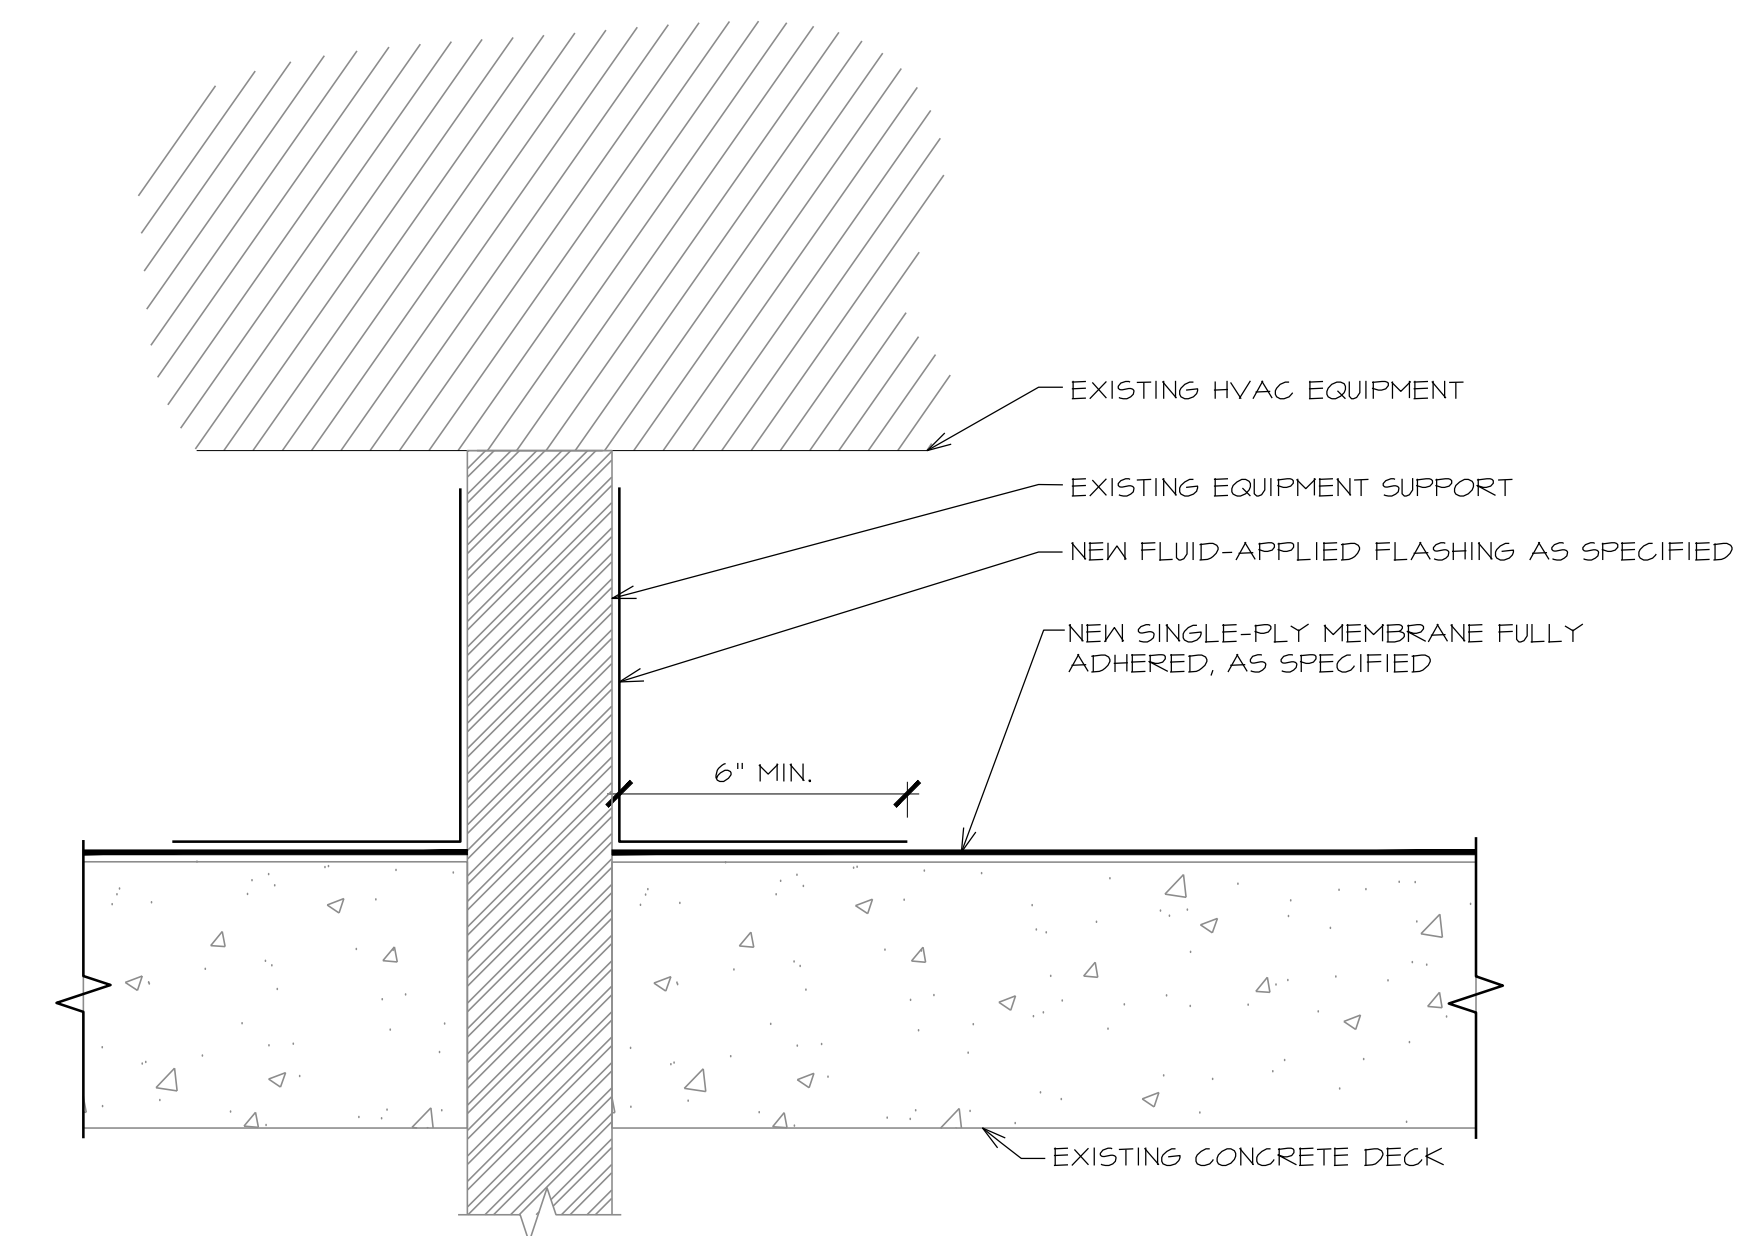 EXISTING HVAC EQUIPMENT
EXISTING EQUIPMENT SUPPORT
NEW FLUID-APPLIED FLASHING AS SPECIFIED
NEW SINGLE-PLY MEMBRANE FULLY
ADHERED, AS SPECIFIED
6" MIN.
EXISTING CONCRETE DECK